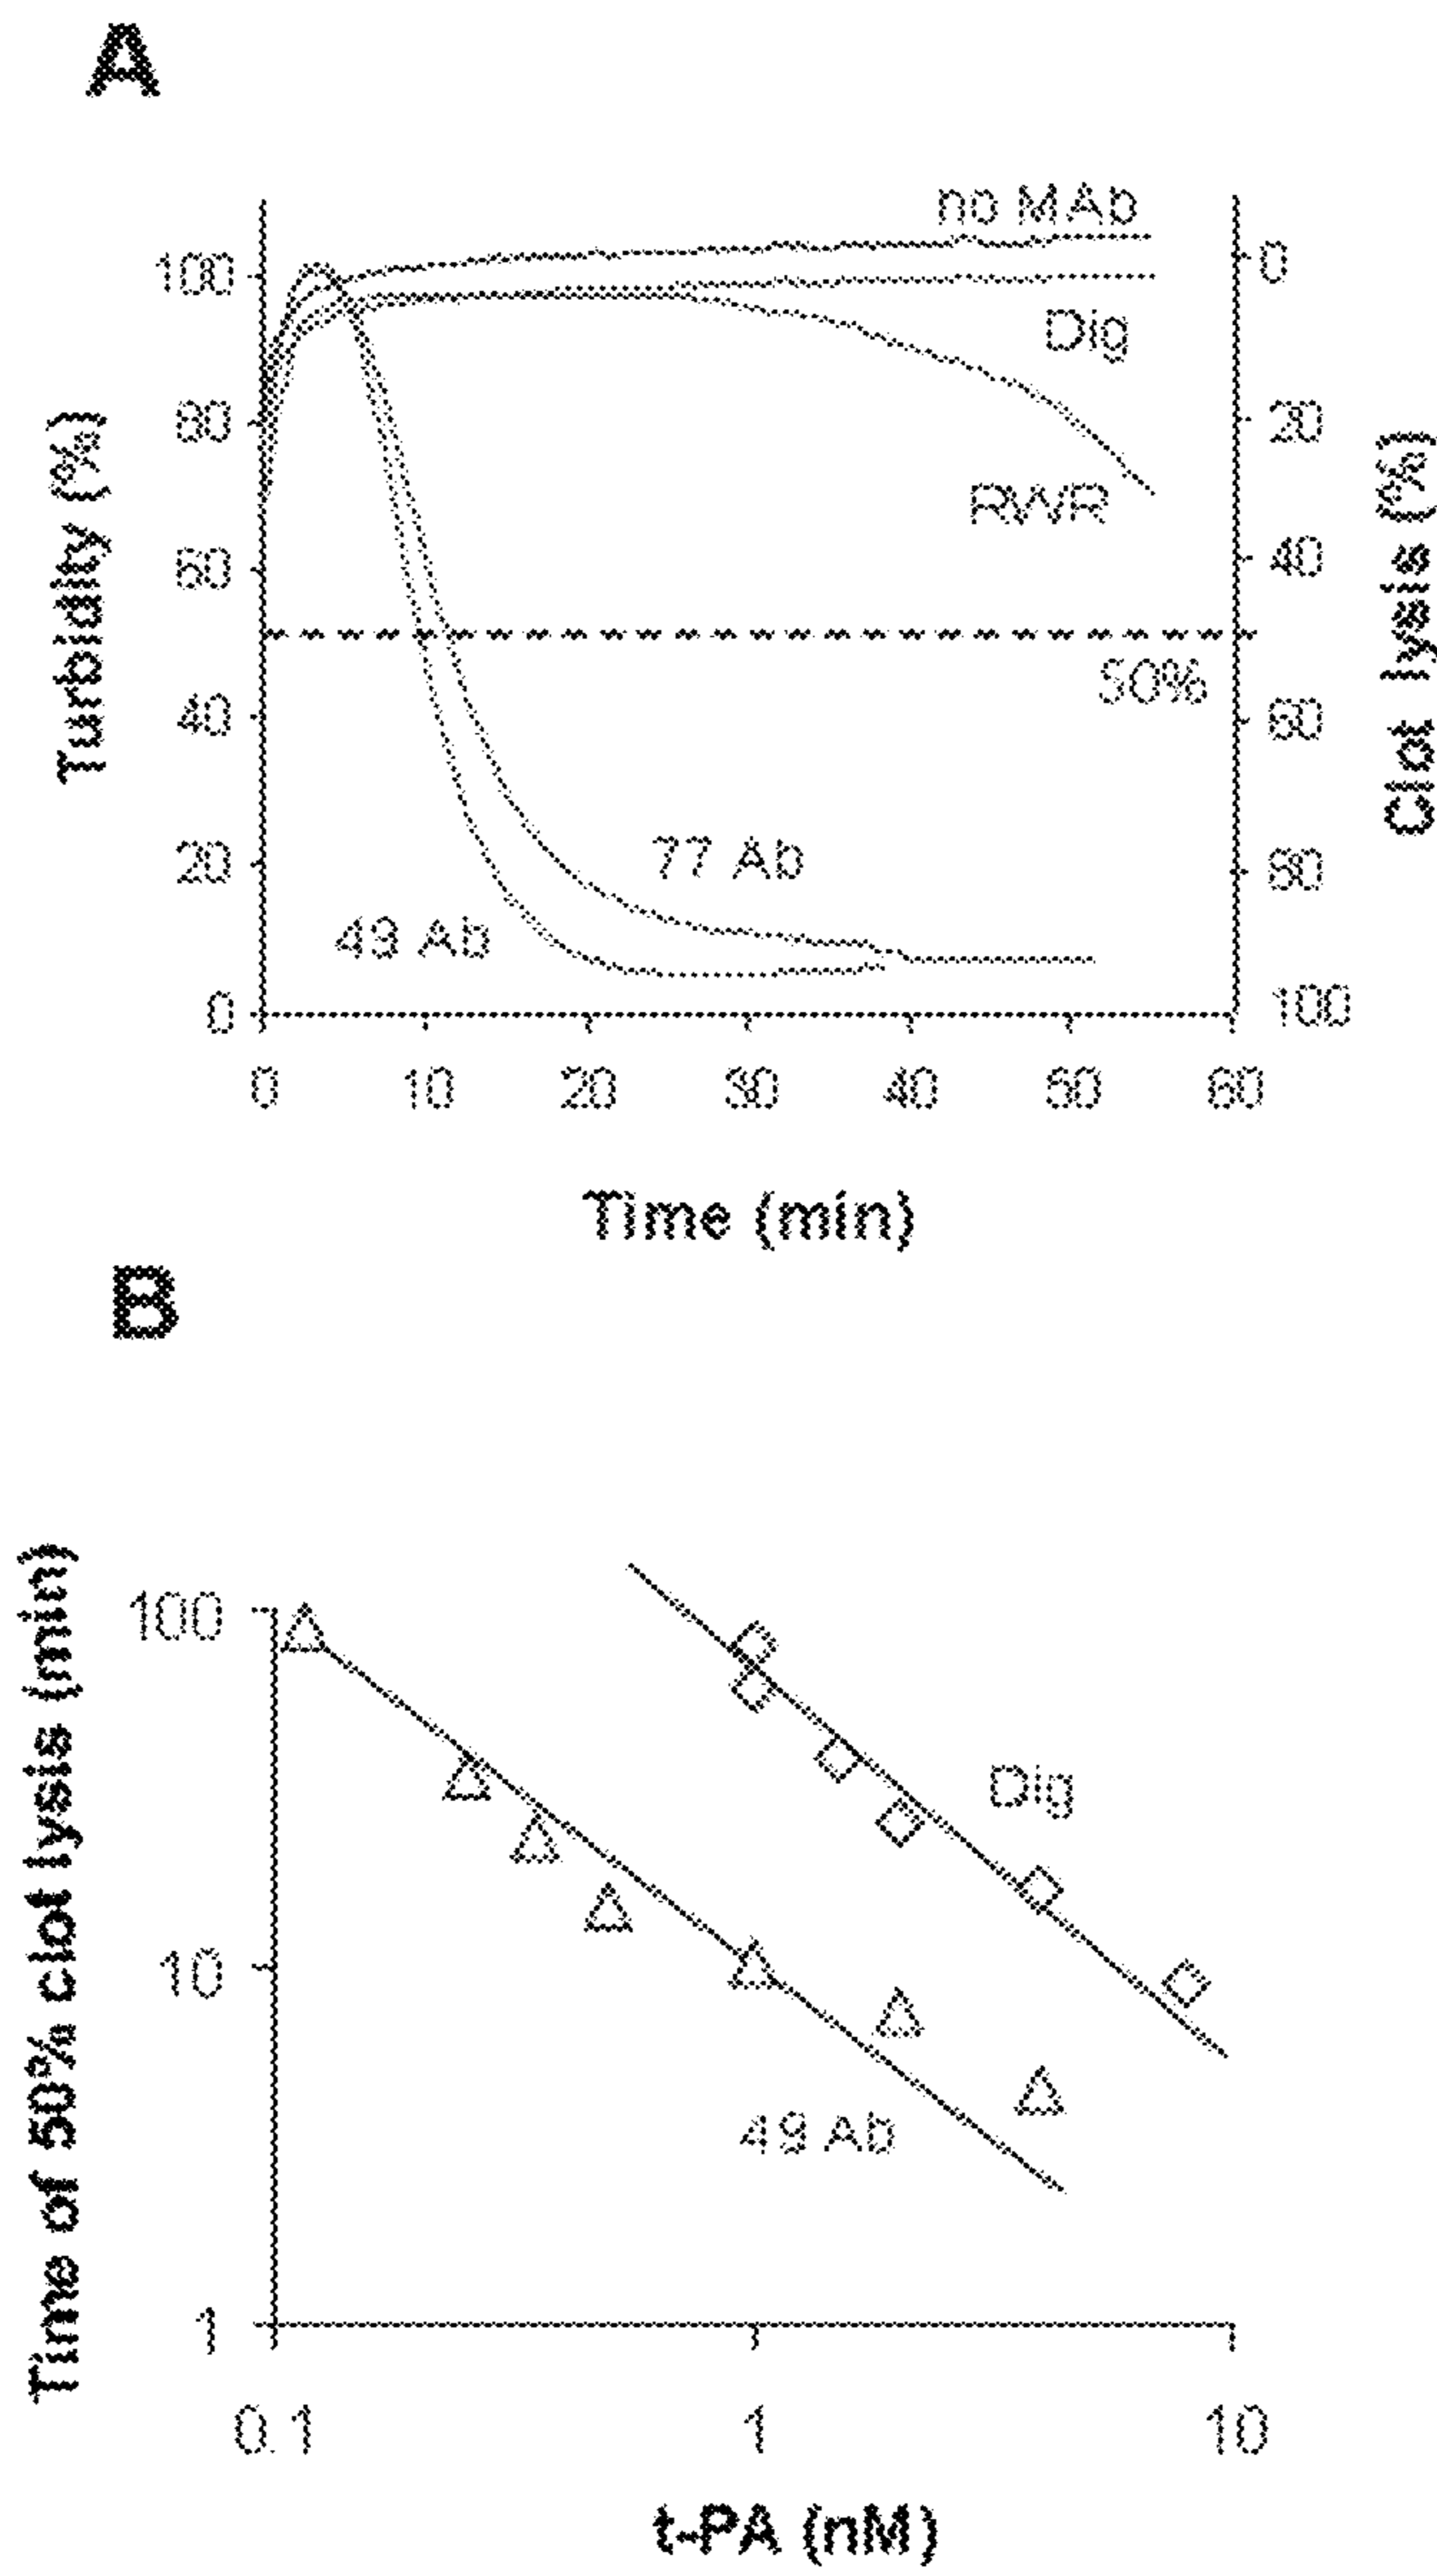 A
no MAb
100
0
Dig
80
20
Turbidity (%)
Clot lysis (%)
RWR
60
40
50%
40
60
77 Ab
20
80
49 Ab
0
100
0 10 20 30 40 50 60
Time (min)
B
Time of 50% clot lysis (min)
100
Dig
10
49 Ab
1
0.1 1 10
t-PA (nM)